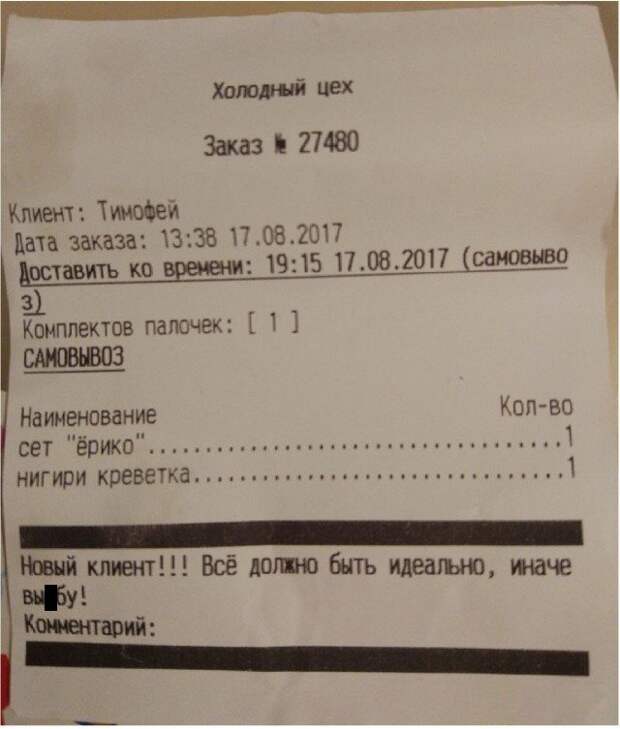 Холодный цех
Заказ № 27480
Клиент: Тимофей
Дата заказа: 13:38 17.08.2017
Доставить ко времени: 19:15 17.08.2017 (самовыво
з)
Комплектов палочек: [ 1 ]
САМОВЫВОЗ
Наименование Кол-во
сет "ёрико".......................................1
нигири креветка...................................1
Новый клиент!!! Всё должно быть идеально, иначе
вы бу!
Комментарий: